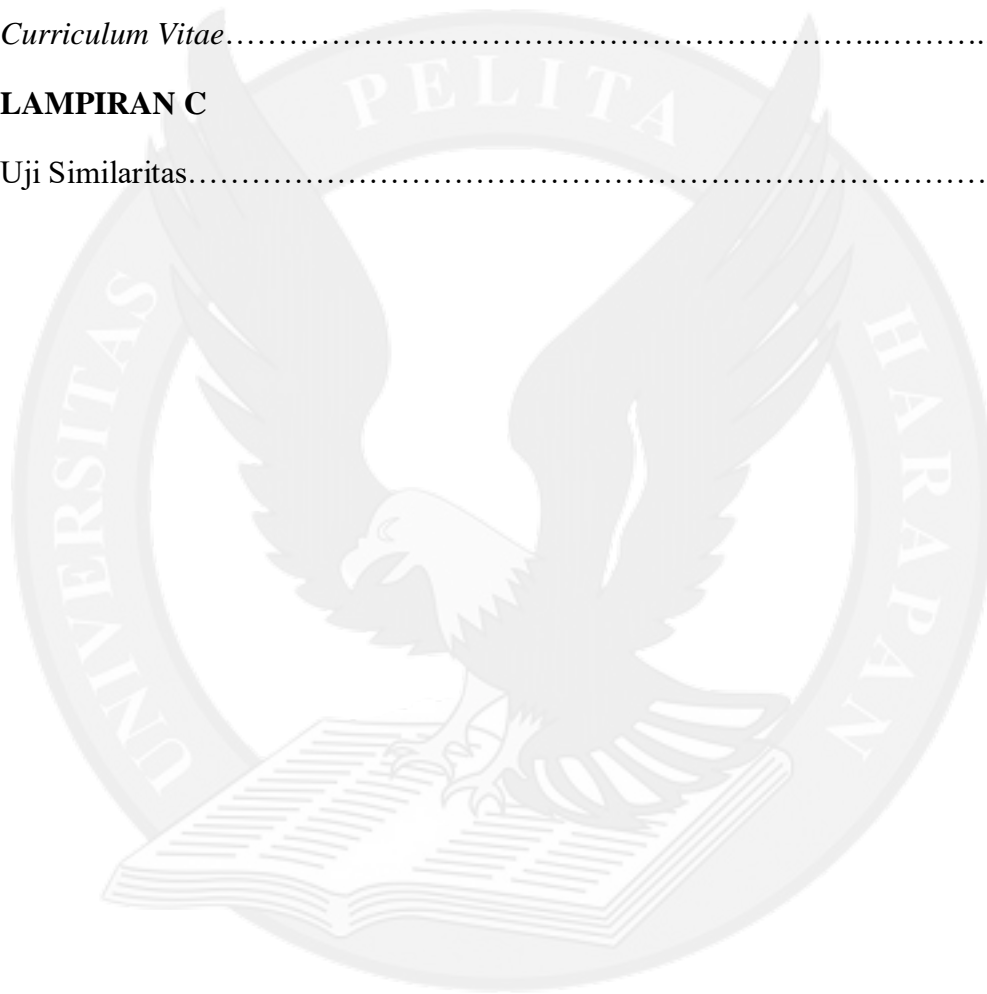 Curriculum Vitae…………………………………………………………..……….
LAMPIRAN C
Uji Similaritas……………………………………………………………………
UNIVERSITAS PELITA HARAPAN